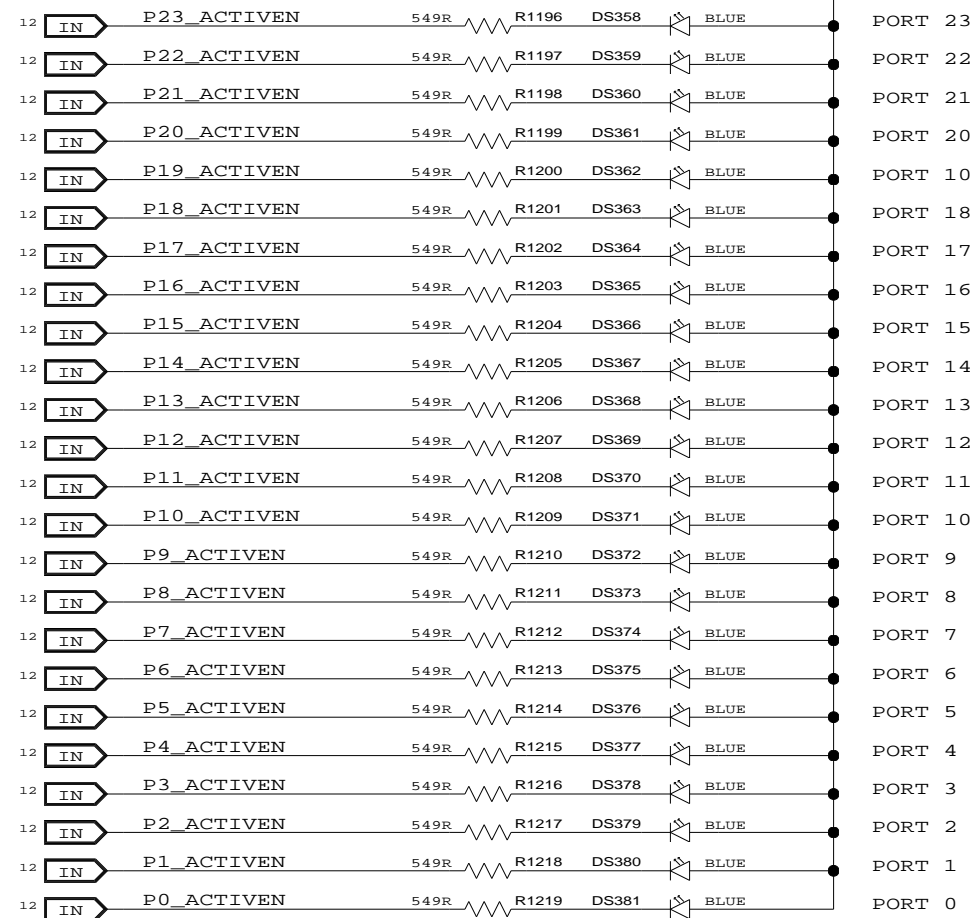 12 IN P23_ACTIVEN 549R R1196 DS358 BLUE PORT 23
12 IN P22_ACTIVEN 549R R1197 DS359 BLUE PORT 22
12 IN P21_ACTIVEN 549R R1198 DS360 BLUE PORT 21
12 IN P20_ACTIVEN 549R R1199 DS361 BLUE PORT 20
12 IN P19_ACTIVEN 549R R1200 DS362 BLUE PORT 10
12 IN P18_ACTIVEN 549R R1201 DS363 BLUE PORT 18
12 IN P17_ACTIVEN 549R R1202 DS364 BLUE PORT 17
12 IN P16_ACTIVEN 549R R1203 DS365 BLUE PORT 16
12 IN P15_ACTIVEN 549R R1204 DS366 BLUE PORT 15
12 IN P14_ACTIVEN 549R R1205 DS367 BLUE PORT 14
12 IN P13_ACTIVEN 549R R1206 DS368 BLUE PORT 13
12 IN P12_ACTIVEN 549R R1207 DS369 BLUE PORT 12
12 IN P11_ACTIVEN 549R R1208 DS370 BLUE PORT 11
12 IN P10_ACTIVEN 549R R1209 DS371 BLUE PORT 10
12 IN P9_ACTIVEN 549R R1210 DS372 BLUE PORT 9
12 IN P8_ACTIVEN 549R R1211 DS373 BLUE PORT 8
12 IN P7_ACTIVEN 549R R1212 DS374 BLUE PORT 7
12 IN P6_ACTIVEN 549R R1213 DS375 BLUE PORT 6
12 IN P5_ACTIVEN 549R R1214 DS376 BLUE PORT 5
12 IN P4_ACTIVEN 549R R1215 DS377 BLUE PORT 4
12 IN P3_ACTIVEN 549R R1216 DS378 BLUE PORT 3
12 IN P2_ACTIVEN 549R R1217 DS379 BLUE PORT 2
12 IN P1_ACTIVEN 549R R1218 DS380 BLUE PORT 1
12 IN P0_ACTIVEN 549R R1219 DS381 BLUE PORT 0